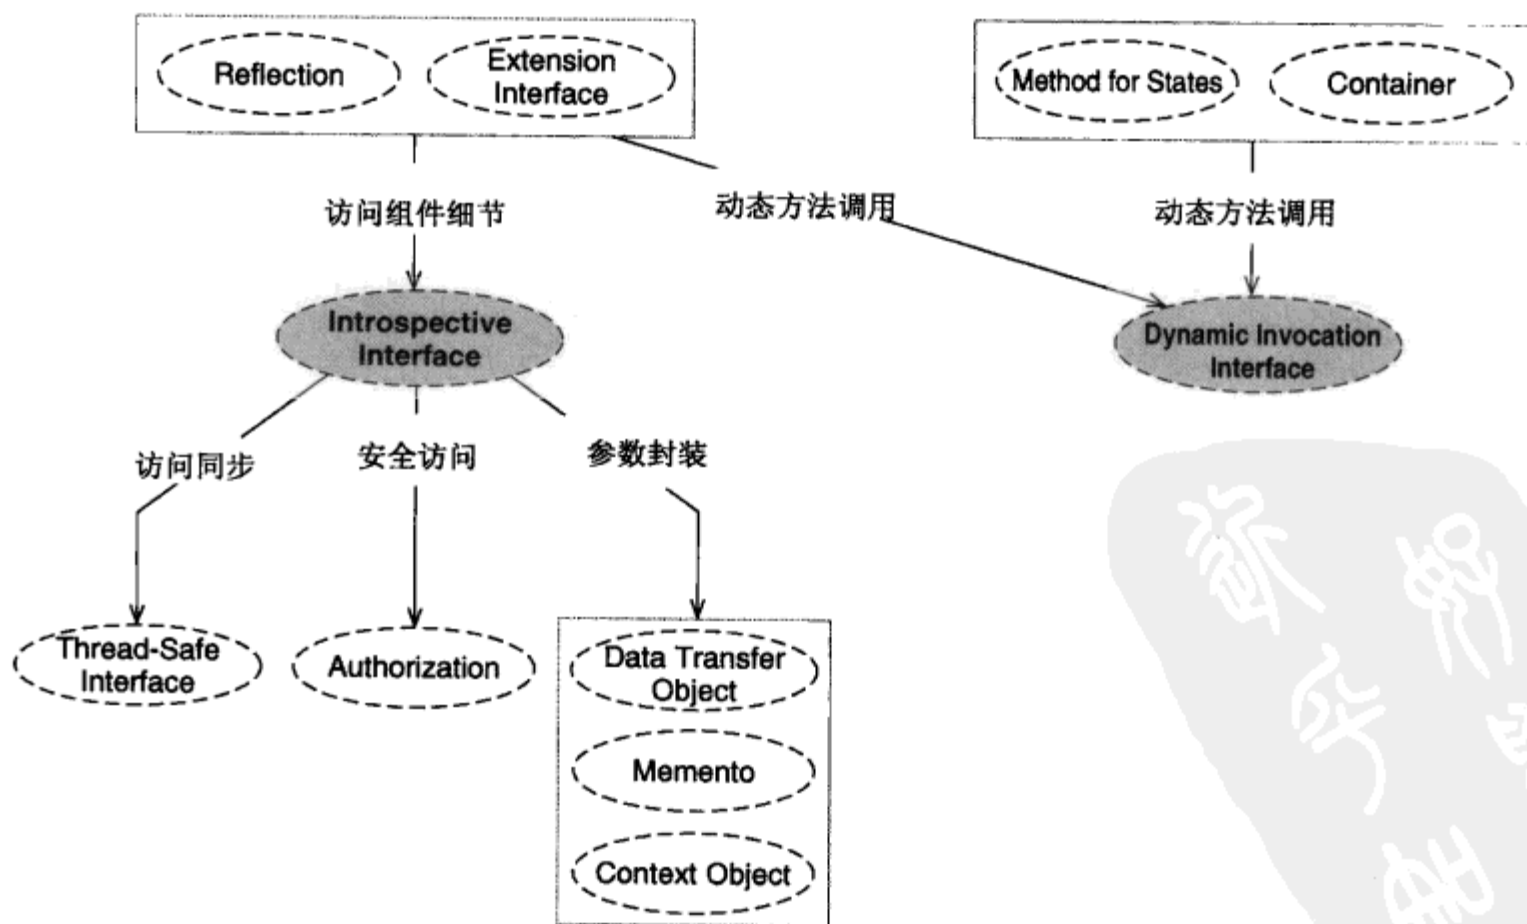 Reflection
Extension
Interface
Method for States
Container
访问组件细节
动态方法调用
动态方法调用
Introspective
Interface
Dynamic Invocation
Interface
访问同步
安全访问
参数封装
Thread-Safe
Interface
Authorization
Data Transfer
Object
Memento
Context Object